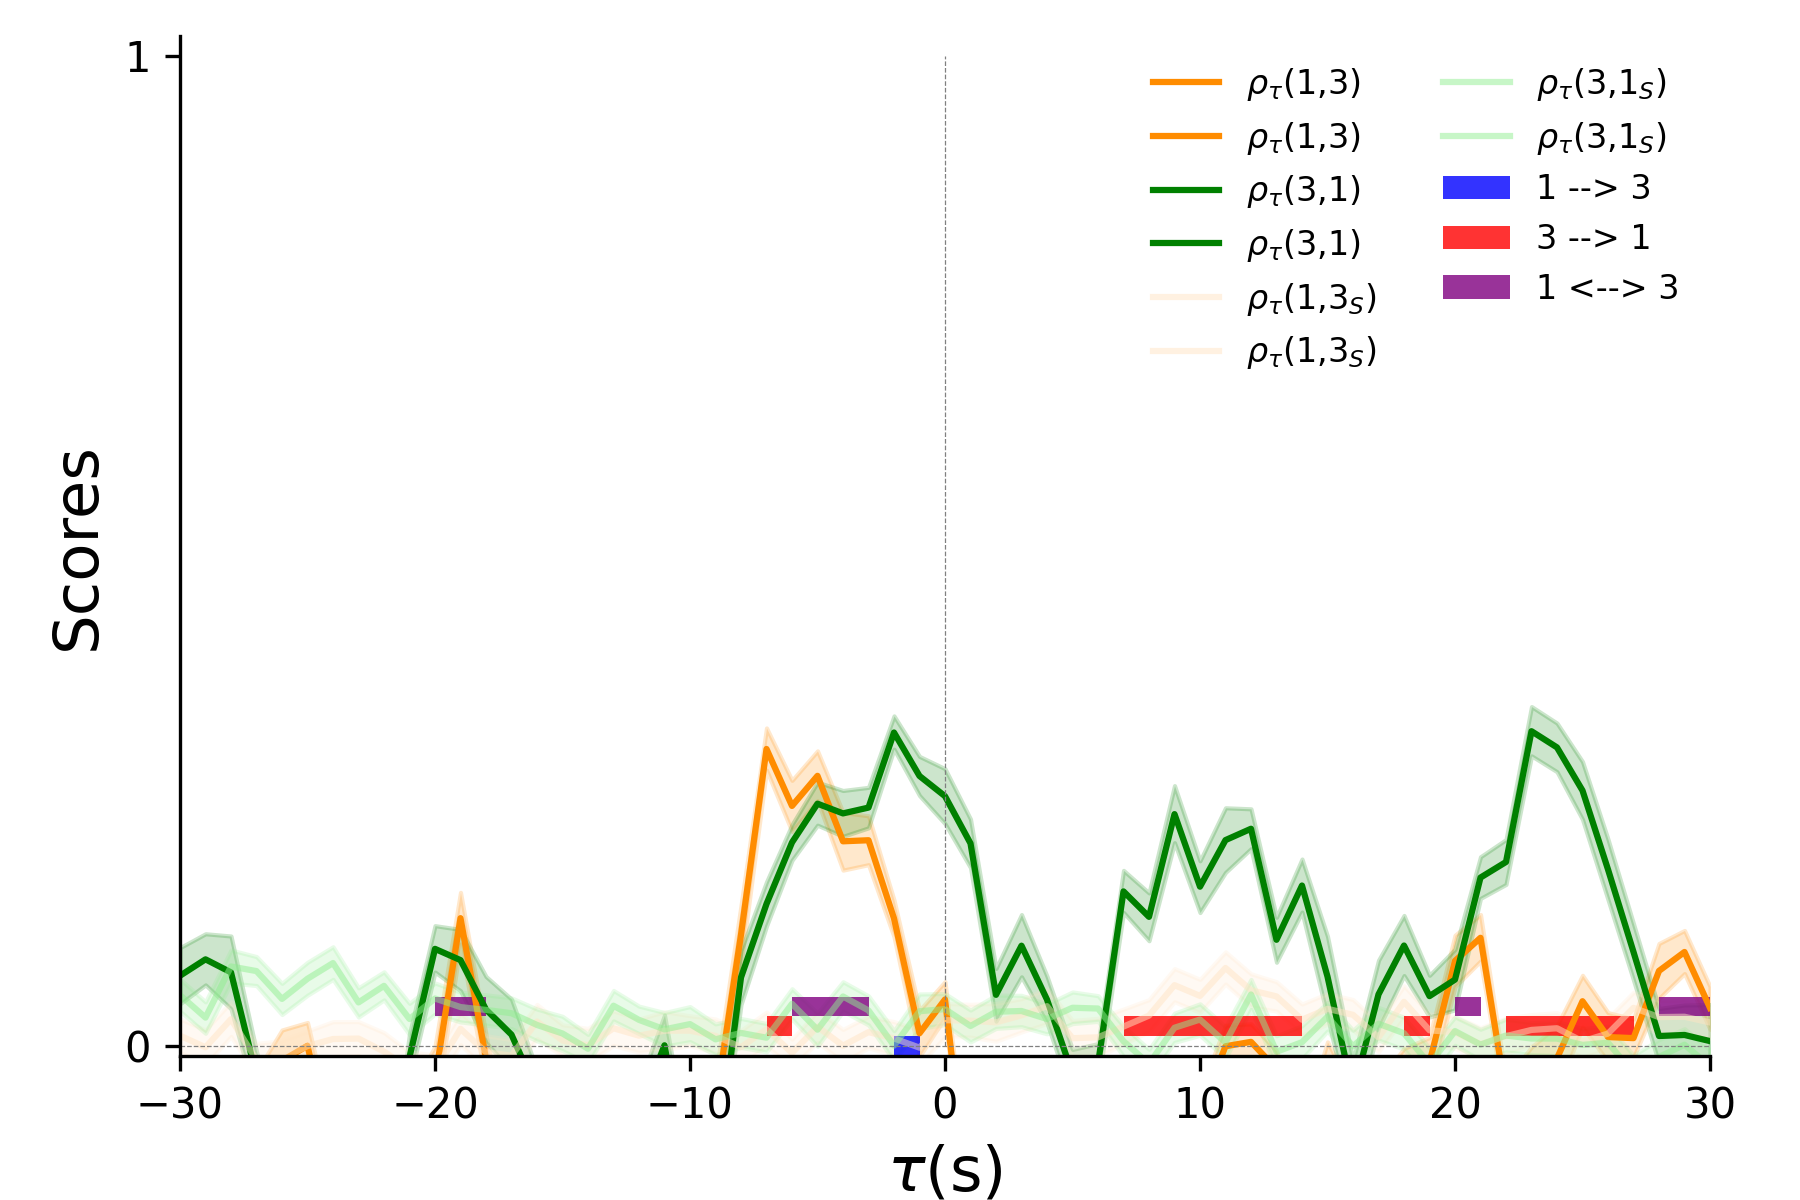 1
ρτ(1,3)
ρτ(1,3)
ρτ(3,1)
ρτ(3,1)
ρτ(1,3S)
ρτ(1,3S)
ρτ(3,1S)
ρτ(3,1S)
1 --> 3
3 --> 1
1 <--> 3
Scores
0
−30 −20 −10 0 10 20 30
τ(s)